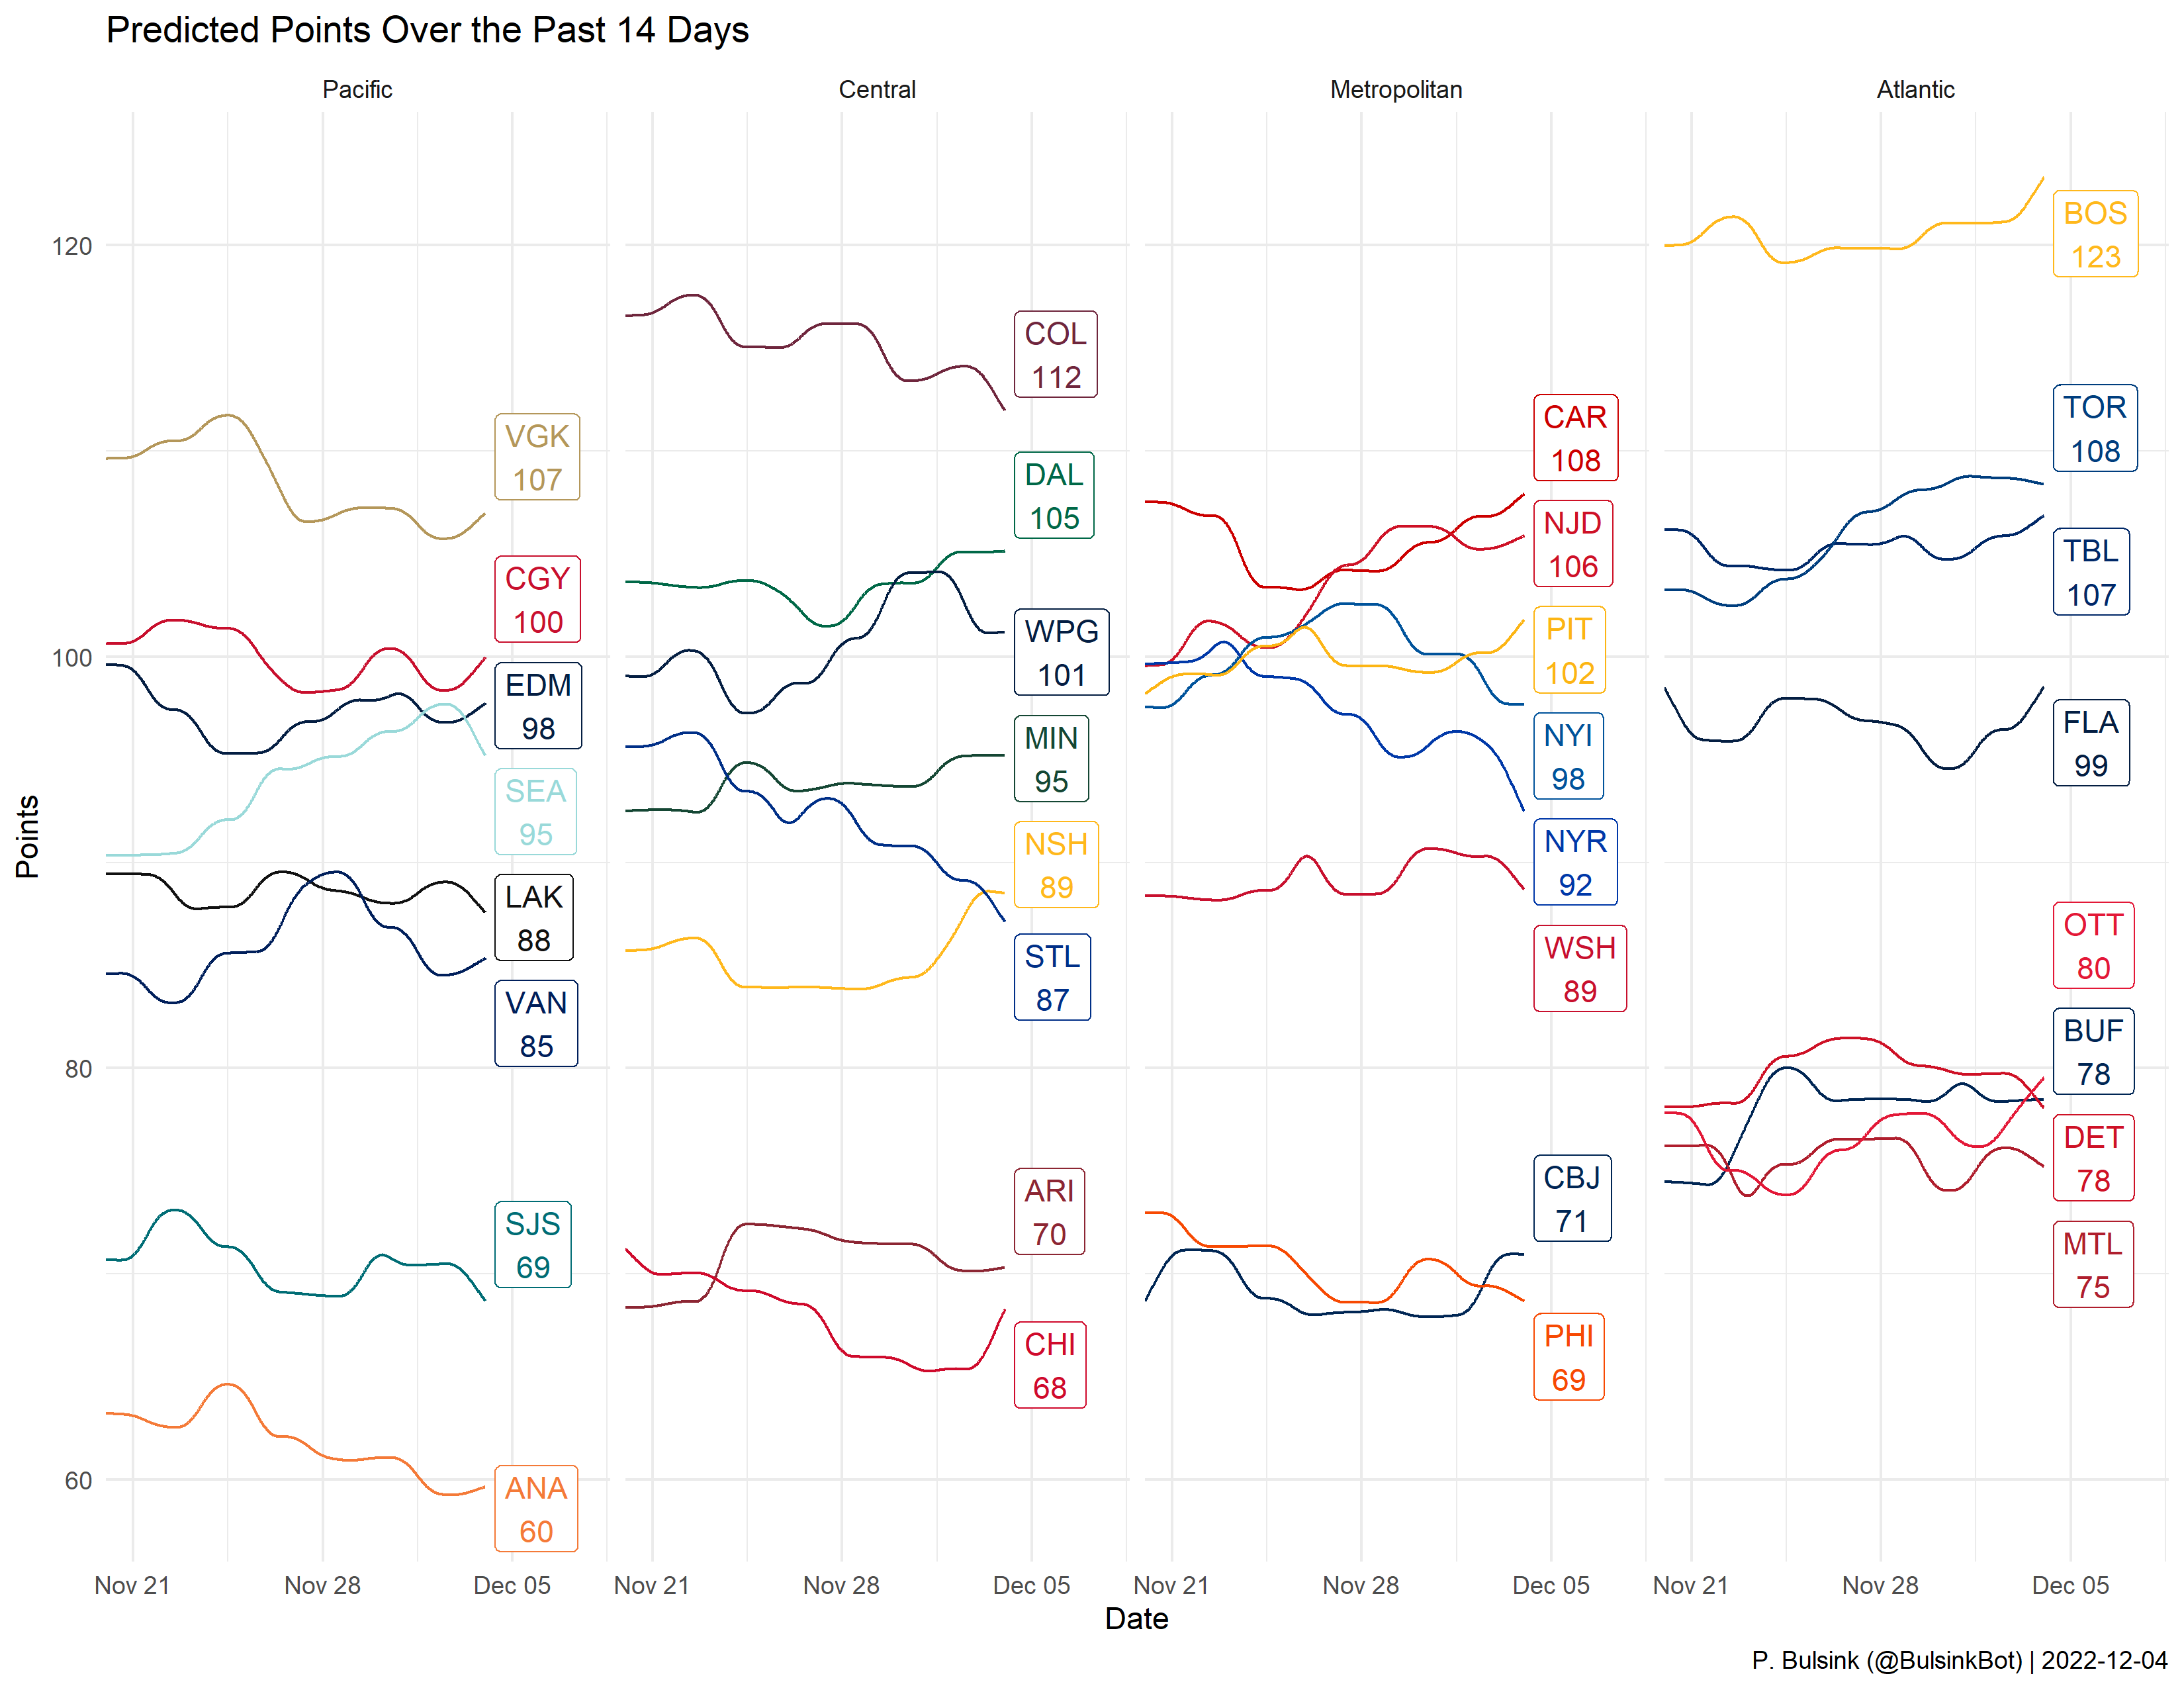 Predicted Points Over the Past 14 Days
Pacific
Central
Metropolitan
Atlantic
Points
120
100
80
60
VGK
107
CGY
100
EDM
98
SEA
95
LAK
88
VAN
85
SJS
69
ANA
60
COL
112
DAL
105
WPG
101
MIN
95
NSH
89
STL
87
ARI
70
CHI
68
CAR
108
NJD
106
PIT
102
NYI
98
NYR
92
WSH
89
CBJ
71
PHI
69
BOS
123
TOR
108
TBL
107
FLA
99
OTT
80
BUF
78
DET
78
MTL
75
Nov 21 Nov 28 Dec 05
Nov 21 Nov 28 Dec 05
Nov 21 Nov 28 Dec 05
Nov 21 Nov 28 Dec 05
Date
P. Bulsink (@BulsinkBot) | 2022-12-04